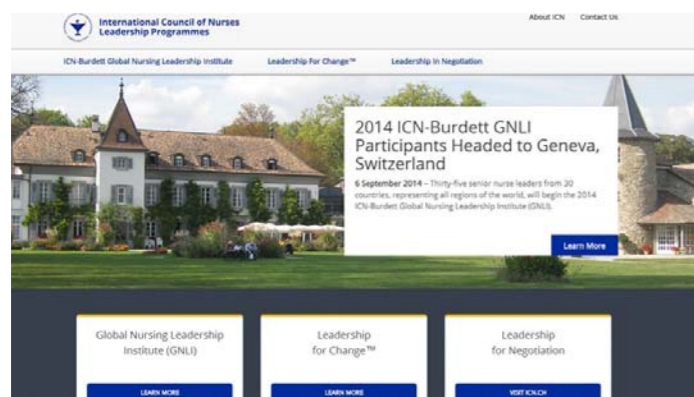 About ICN Contact Us
International Council of Nurses
Leadership Programmes
ICN-Burdett Global Nursing Leadership Institute Leadership For Change™ Leadership In Negotiation
2014 ICN-Burdett GNLI
Participants Headed to Geneva,
Switzerland
6 September 2014 – Thirty-five senior nurse leaders from 20
countries, representing all regions of the world, will begin the 2014
ICN-Burdett Global Nursing Leadership Institute (GNLI).
Learn More
Global Nursing Leadership
Institute (GNLI)
LEARN MORE
Leadership
for Change™
LEARN MORE
Leadership
for Negotiation
VISIT ICN.CH